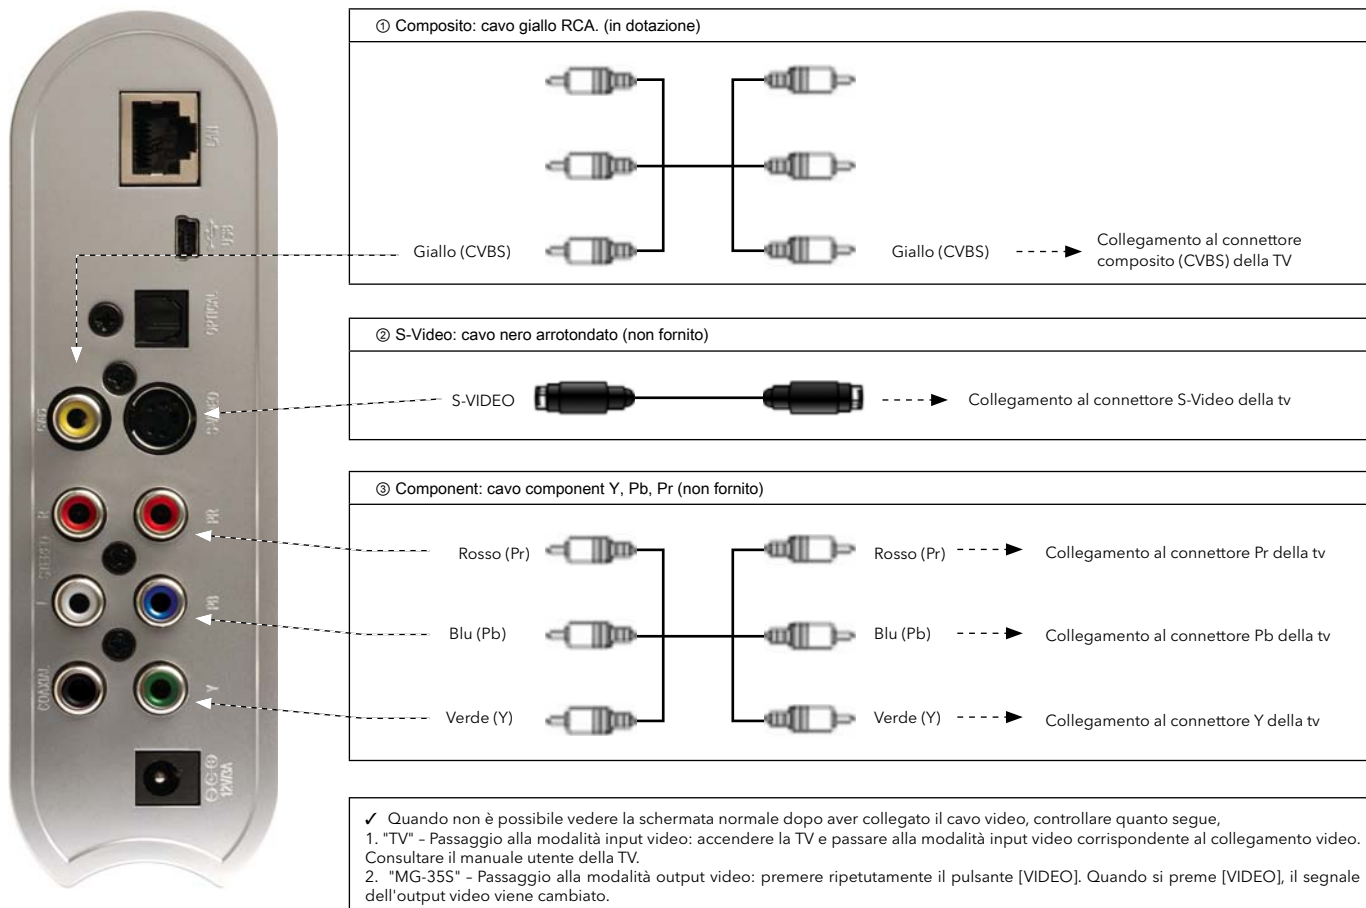 LAN
USB
OPTICAL
CVBS
S-VIDEO
R
PR
STEREO
L
PB
COAXIAL
Y
12V/3A
① Composito: cavo giallo RCA. (in dotazione)
Giallo (CVBS)
Giallo (CVBS)
Collegamento al connettore
composito (CVBS) della TV
② S-Video: cavo nero arrotondato (non fornito)
S-VIDEO
Collegamento al connettore S-Video della tv
③ Component: cavo component Y, Pb, Pr (non fornito)
Rosso (Pr)
Rosso (Pr)
Collegamento al connettore Pr della tv
Blu (Pb)
Blu (Pb)
Collegamento al connettore Pb della tv
Verde (Y)
Verde (Y)
Collegamento al connettore Y della tv
✓ Quando non è possibile vedere la schermata normale dopo aver collegato il cavo video, controllare quanto segue,
1. "TV" – Passaggio alla modalità input video: accendere la TV e passare alla modalità input video corrispondente al collegamento video.
Consultare il manuale utente della TV.
2. "MG-35S" – Passaggio alla modalità output video: premere ripetutamente il pulsante [VIDEO]. Quando si preme [VIDEO], il segnale
dell'output video viene cambiato.